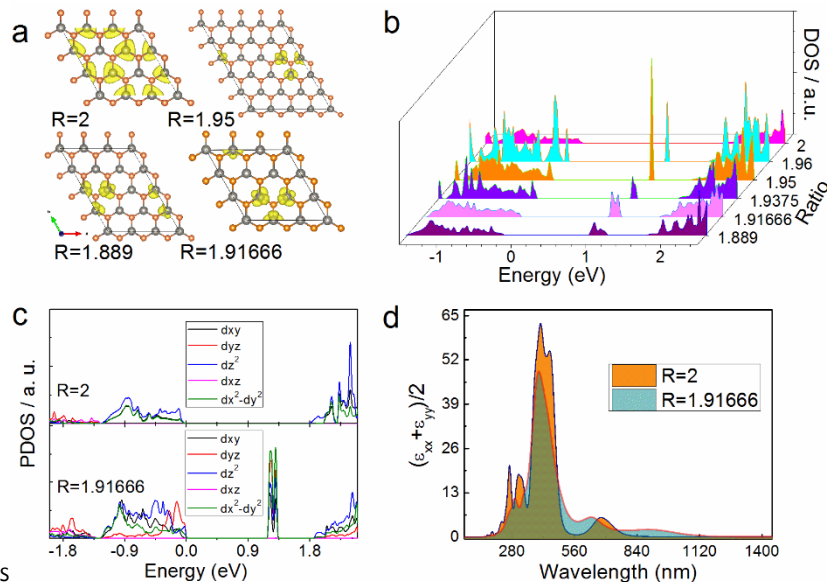 a
R=2
R=1.95
R=1.889
R=1.91666
b
DOS / a.u.
2
1.96
1.95
1.9375
1.91666
1.889
Ratio
-1
0
1
2
Energy (eV)
c
PDOS / a. u.
R=2
dxy
dyz
dz²
dxz
dx²-dy²
R=1.91666
dxy
dyz
dz²
dxz
dx²-dy²
-1.8
-0.9
0.0
0.9
1.8
Energy (eV)
d
(εxx+εyy)/2
65
52
39
26
13
0
R=2
R=1.91666
280
560
840
1120
1400
Wavelength (nm)
s